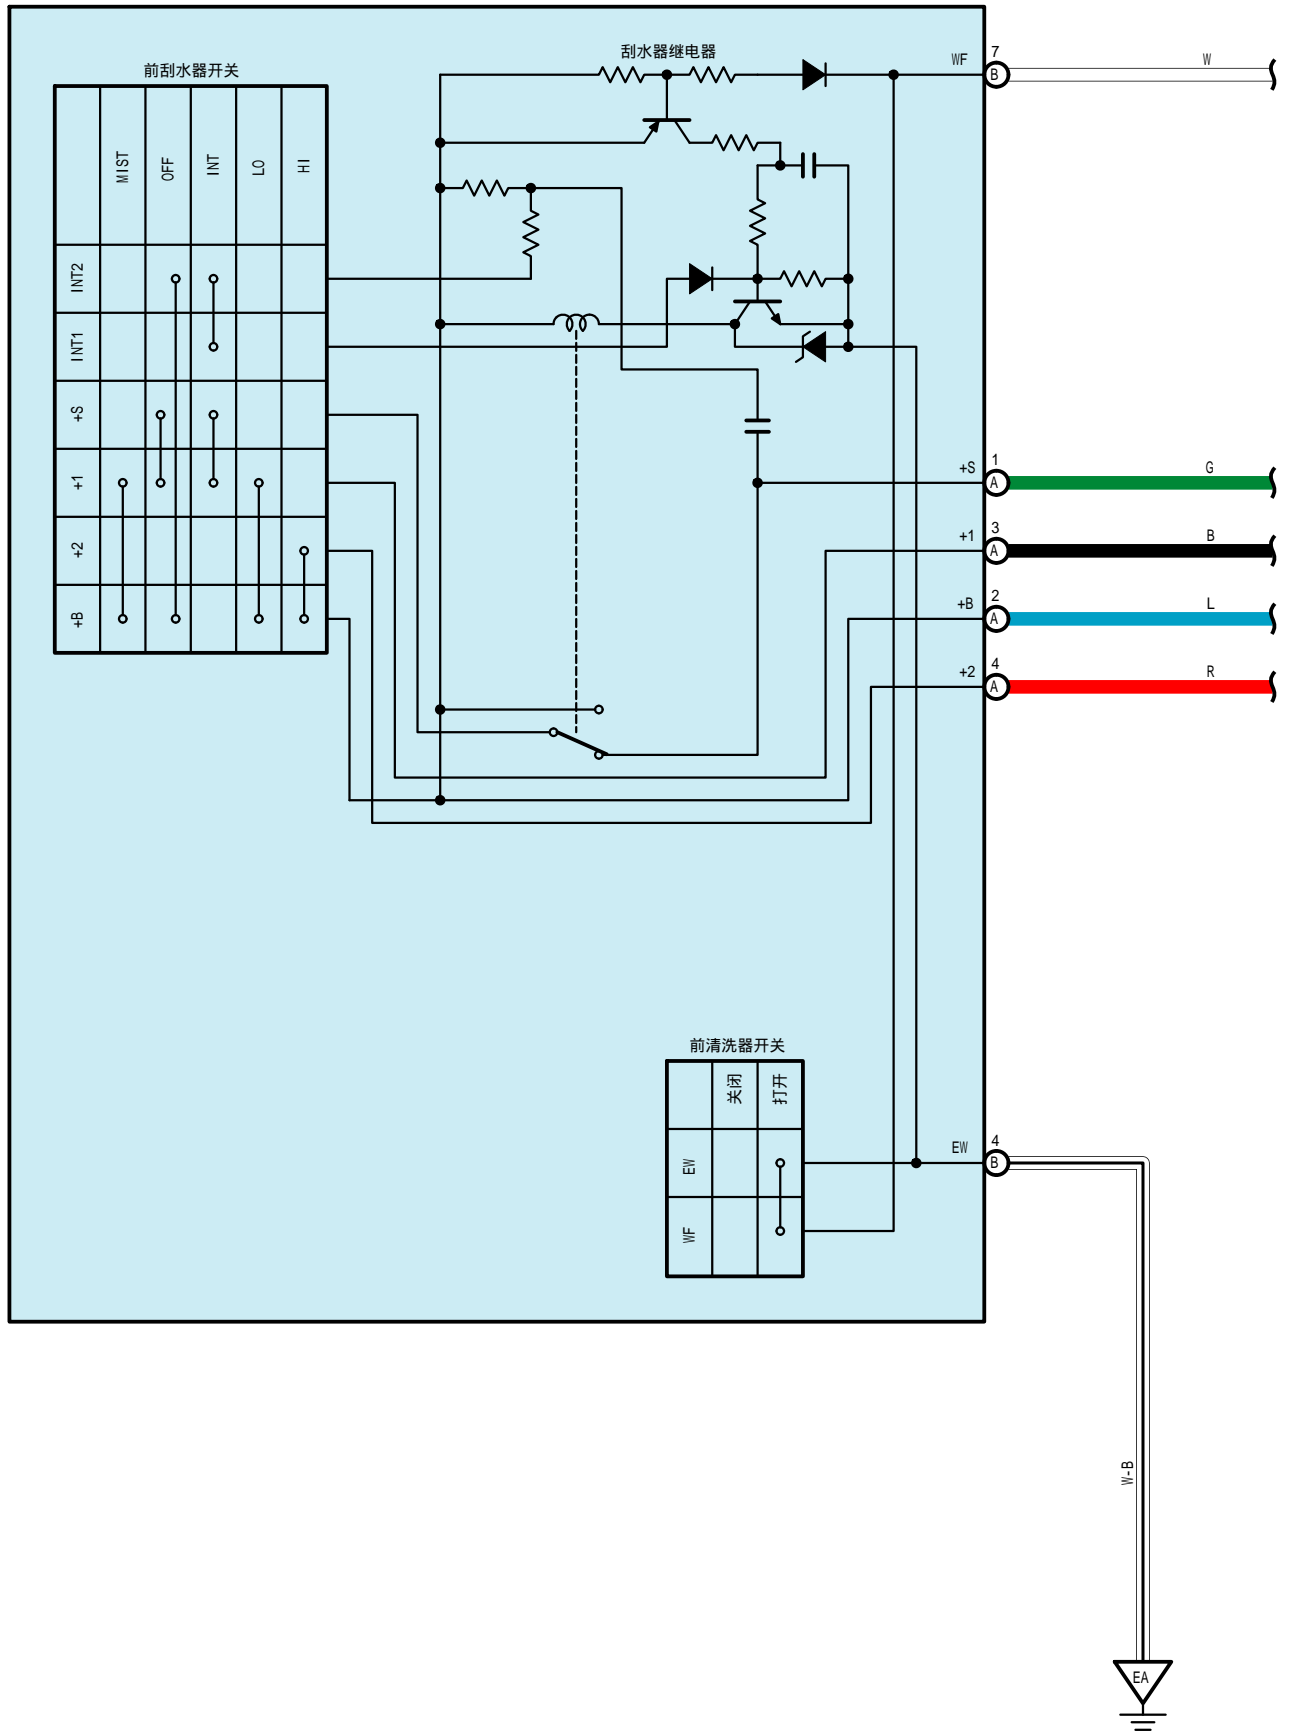 刮水器继电器
前刮水器开关
MIST
OFF
INT
LO
HI
INT2
INT1
+S
+1
+2
+B
WF
7
B
W
+S
1
A
G
+1
3
A
B
+B
2
A
L
+2
4
A
R
前清洗器开关
关闭
打开
EW
WF
EW
4
B
W-B
EA